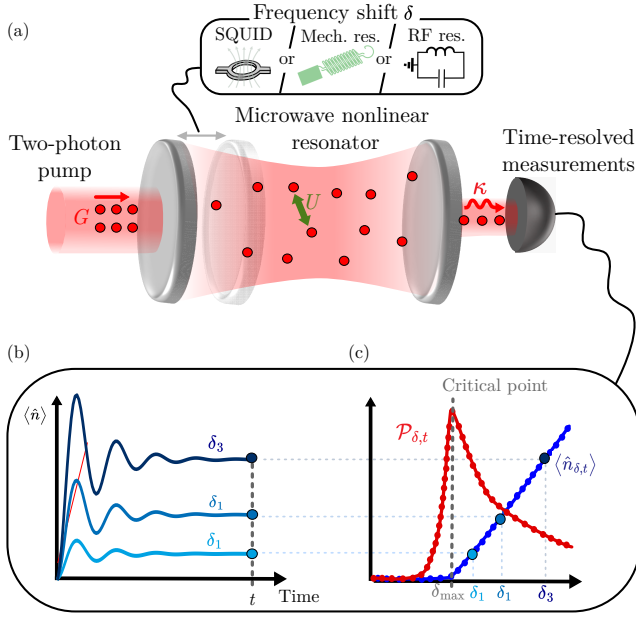 (a)
Frequency shift δ
SQUID
or
Mech. res.
or
RF res.
Microwave nonlinear
resonator
Two-photon
pump
Time-resolved
measurements
G
U
κ
(b)
(c)
⟨n̂⟩
δ₃
δ₁
δ₁
t
Time
Critical point
𝒫δ,t
⟨n̂δ,t⟩
δmax
δ₁
δ₁
δ₃